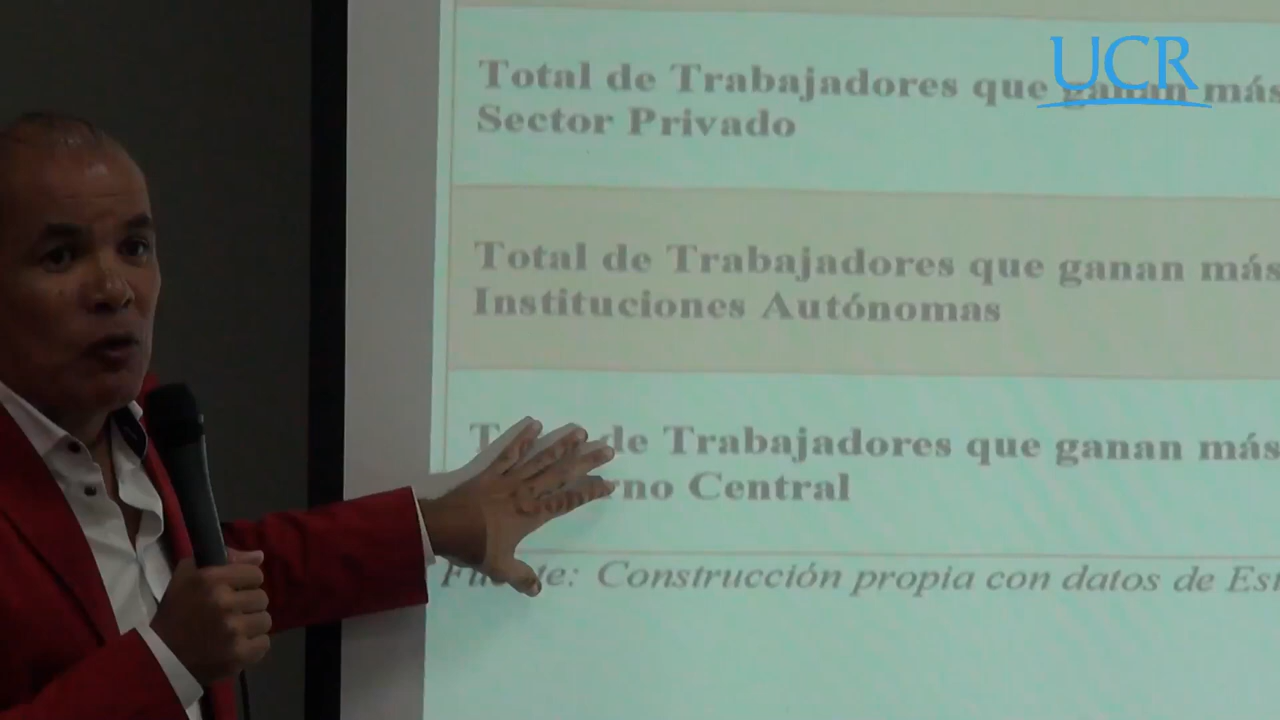 UCR
Total de Trabajadores que ganan más
Sector Privado
Total de Trabajadores que ganan más
Instituciones Autónomas
de Trabajadores que ganan más
Central
Construcción propia con datos de